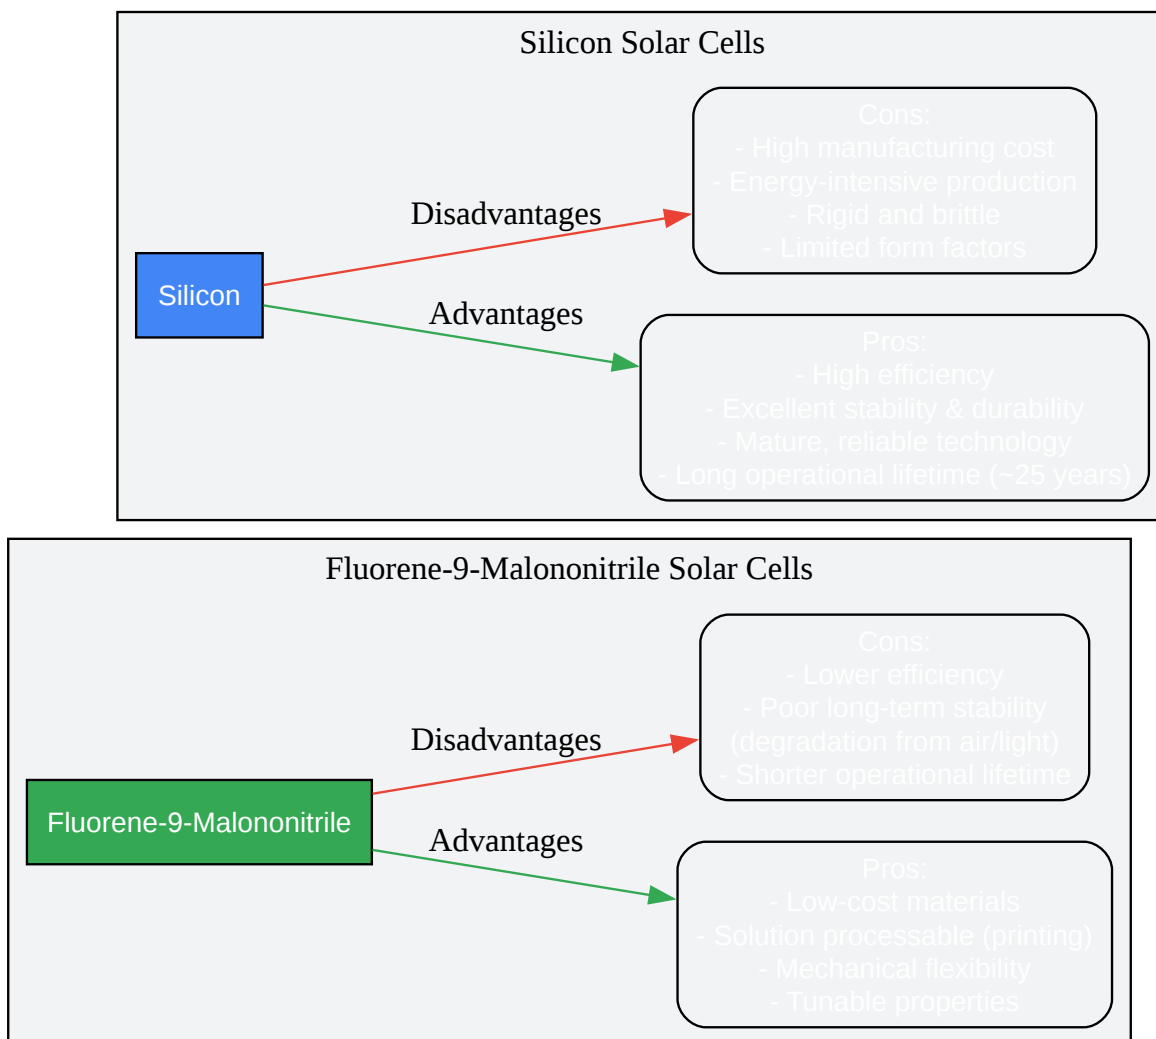 Silicon Solar Cells
Cons:
- High manufacturing cost
- Energy-intensive production
- Rigid and brittle
- Limited form factors
Disadvantages
Silicon
Advantages
Pros:
- High efficiency
- Excellent stability & durability
- Mature, reliable technology
- Long operational lifetime (~25 years)
Fluorene-9-Malononitrile Solar Cells
Cons:
- Lower efficiency
- Poor long-term stability
(degradation from air/light)
- Shorter operational lifetime
Disadvantages
Fluorene-9-Malononitrile
Advantages
Pros:
- Low-cost materials
- Solution processable (printing)
- Mechanical flexibility
- Tunable properties